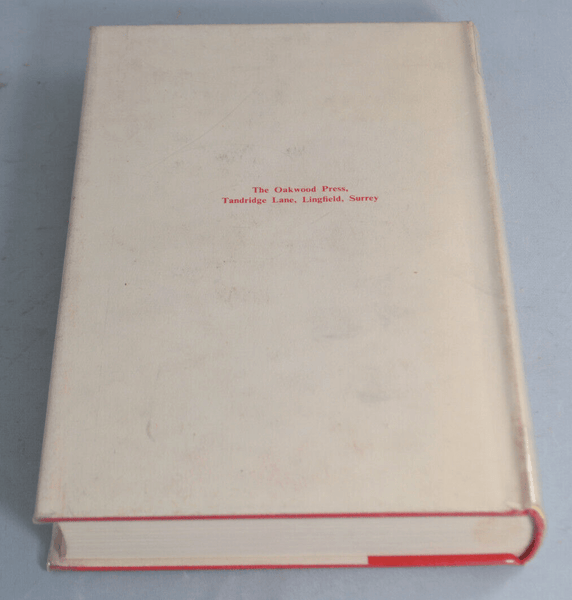 The Oakwood Press,
Tandridge Lane, Lingfield, Surrey